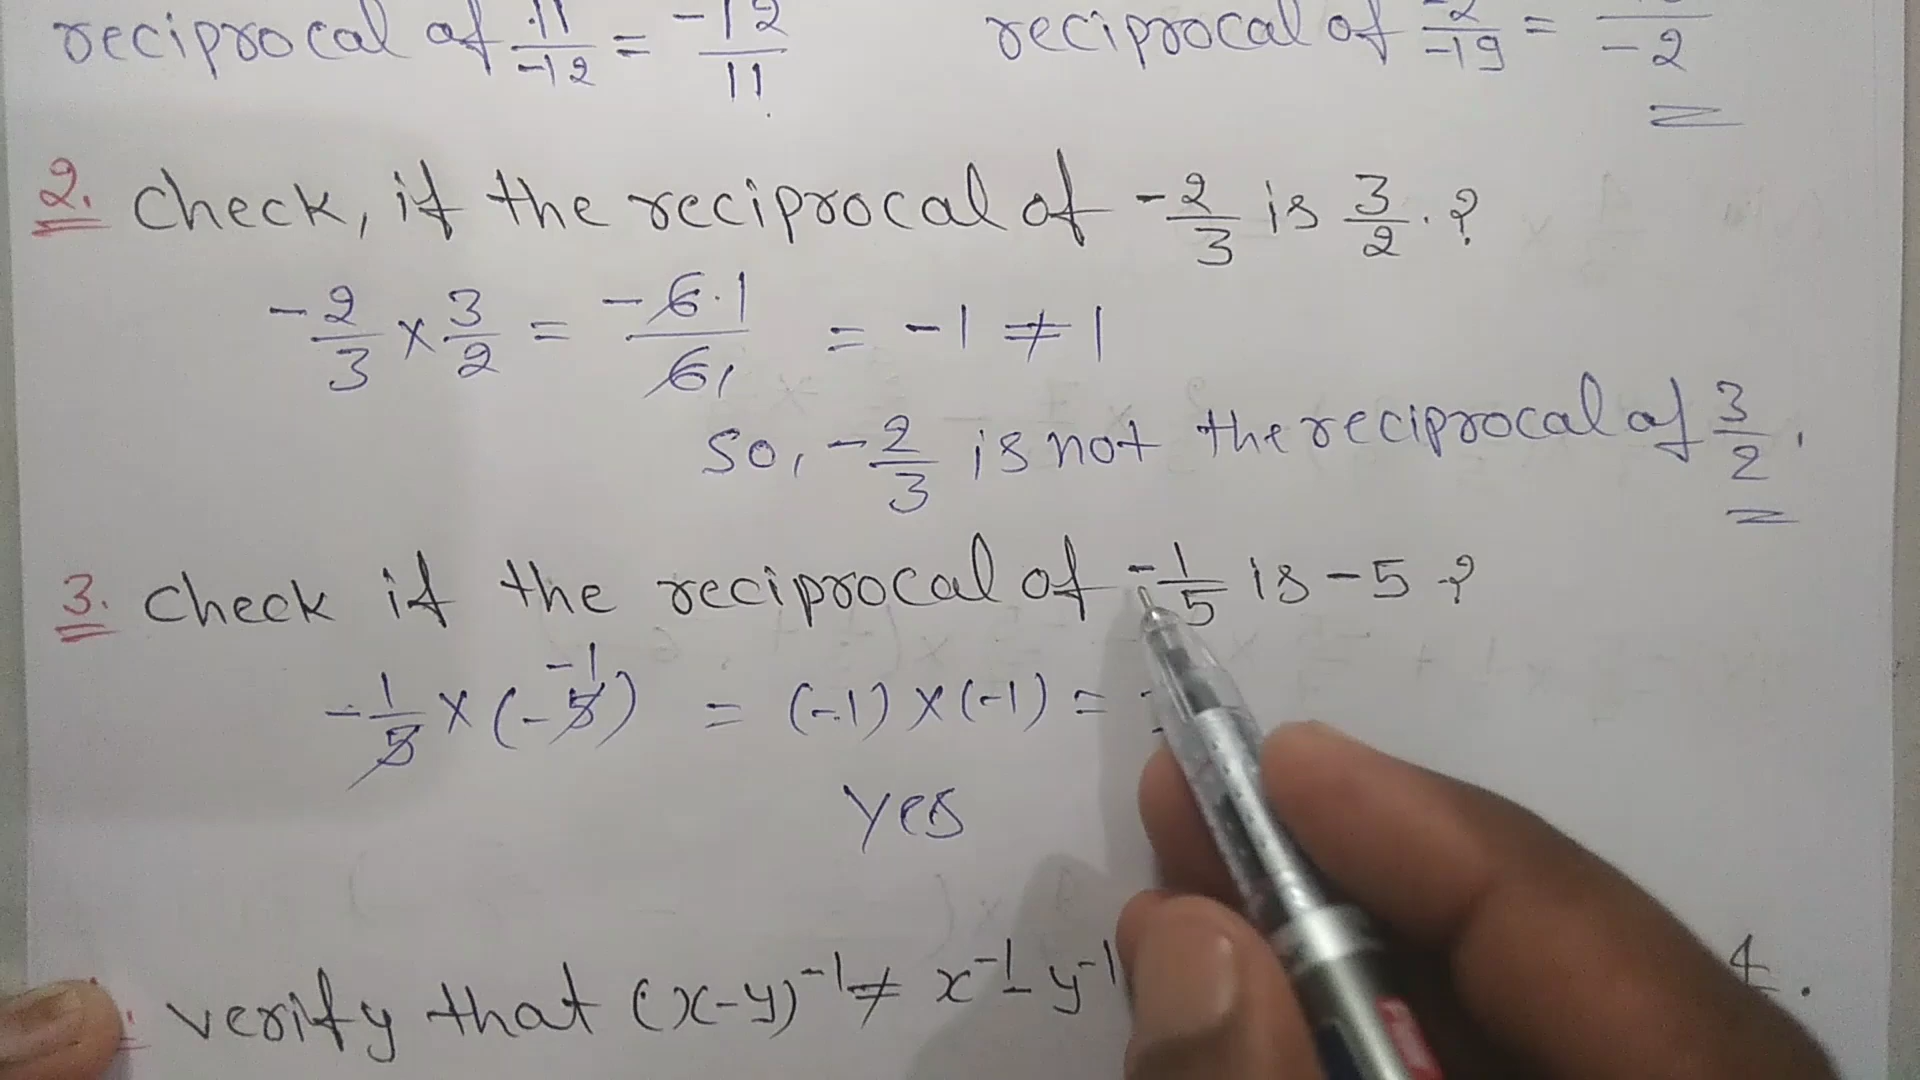 reciprocal of 11/-12 = -12/11 reciprocal of -2/-19 = /-2
2. Check, if the reciprocal of -2/3 is 3/2. ?
-2/3 × 3/2 = -6.1/6 1 = -1 ≠ 1
So, -2/3 is not the reciprocal of 3/2.
3. Check if the reciprocal of -1/5 is -5 ?
-1/5 × (-5) -1 = (-1) × (-1) =
Yes
verify that (x-y)⁻¹ ≠ x⁻¹ - y⁻¹ 4.